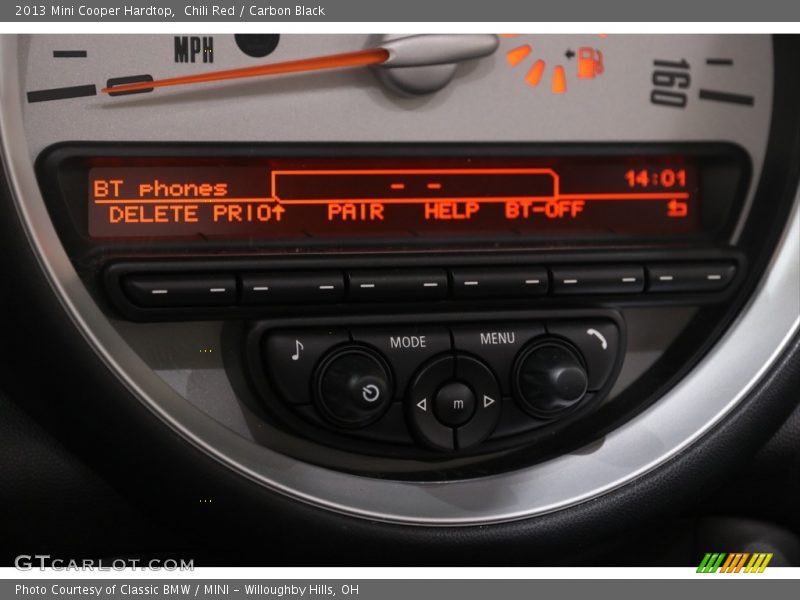 2013 Mini Cooper Hardtop,  Chili Red / Carbon Black
MPH
160
BT phones
-- 
14:01
DELETE PRIO↑ PAIR HELP BT-OFF
MODE
MENU
m
GTCARLOT.COM
Photo Courtesy of Classic BMW / MINI - Willoughby Hills, OH